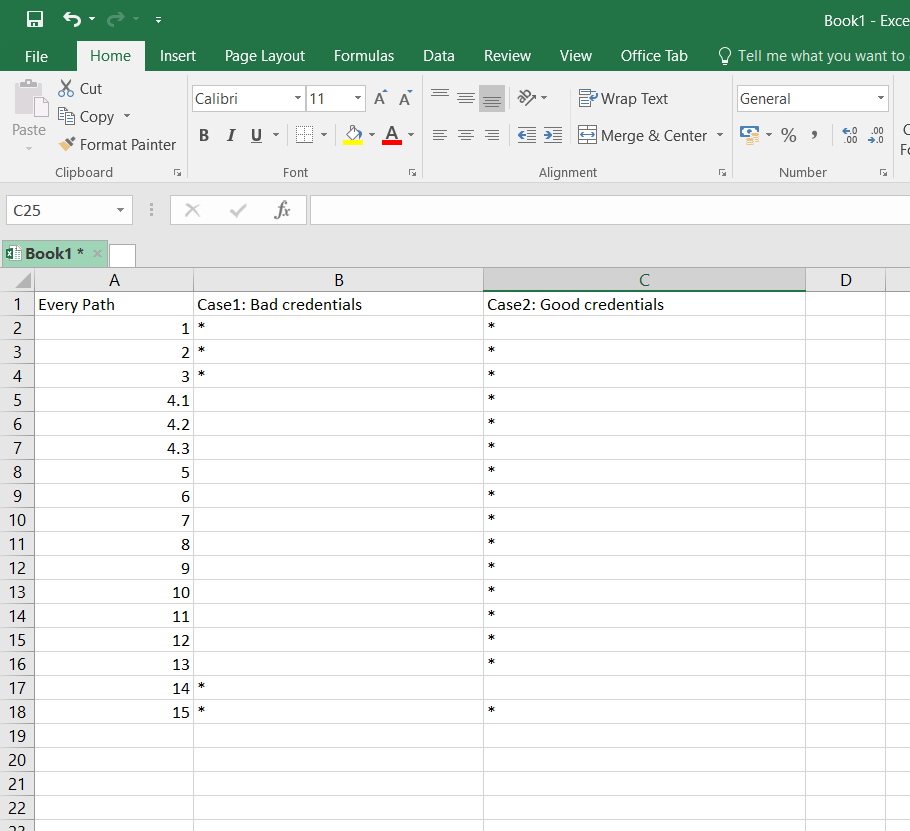 Book1 - Exce
File Home Insert Page Layout Formulas Data Review View Office Tab Tell me what you want to
Cut
Copy
Paste
Format Painter
Clipboard
Calibri 11
B I U A
Font
Wrap Text
Merge & Center
Alignment
General
% , .00 .00
Number
C25 fx
Book1 *
A B C D
1 Every Path Case1: Bad credentials Case2: Good credentials
2 1 * *
3 2 * *
4 3 * *
5 4.1 *
6 4.2 *
7 4.3 *
8 5 *
9 6 *
10 7 *
11 8 *
12 9 *
13 10 *
14 11 *
15 12 *
16 13 *
17 14 *
18 15 * *
19
20
21
22
23